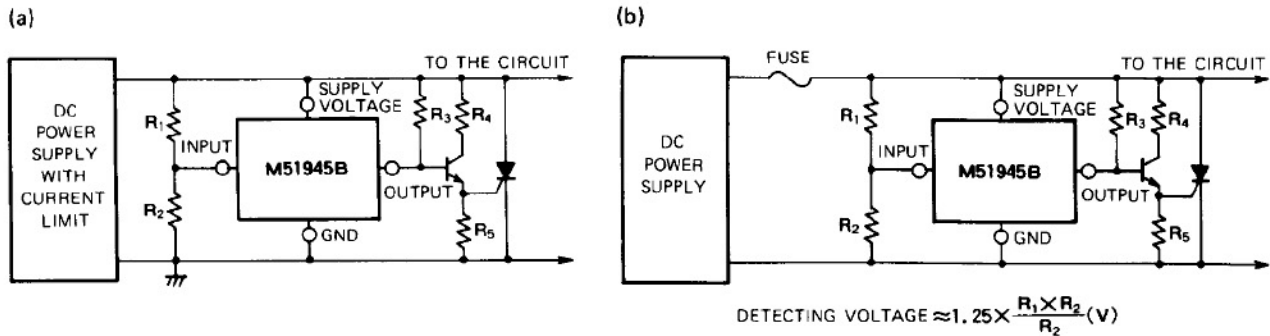 (a)
DC
POWER
SUPPLY
WITH
CURRENT
LIMIT
TO THE CIRCUIT
SUPPLY
VOLTAGE
R1
R2
INPUT
M51945B
OUTPUT
GND
R3
R4
R5
(b)
DC
POWER
SUPPLY
FUSE
TO THE CIRCUIT
SUPPLY
VOLTAGE
R1
R2
INPUT
M51945B
OUTPUT
GND
R3
R4
R5
DETECTING VOLTAGE ≈1.25× R1 × R2 / R2 (V)